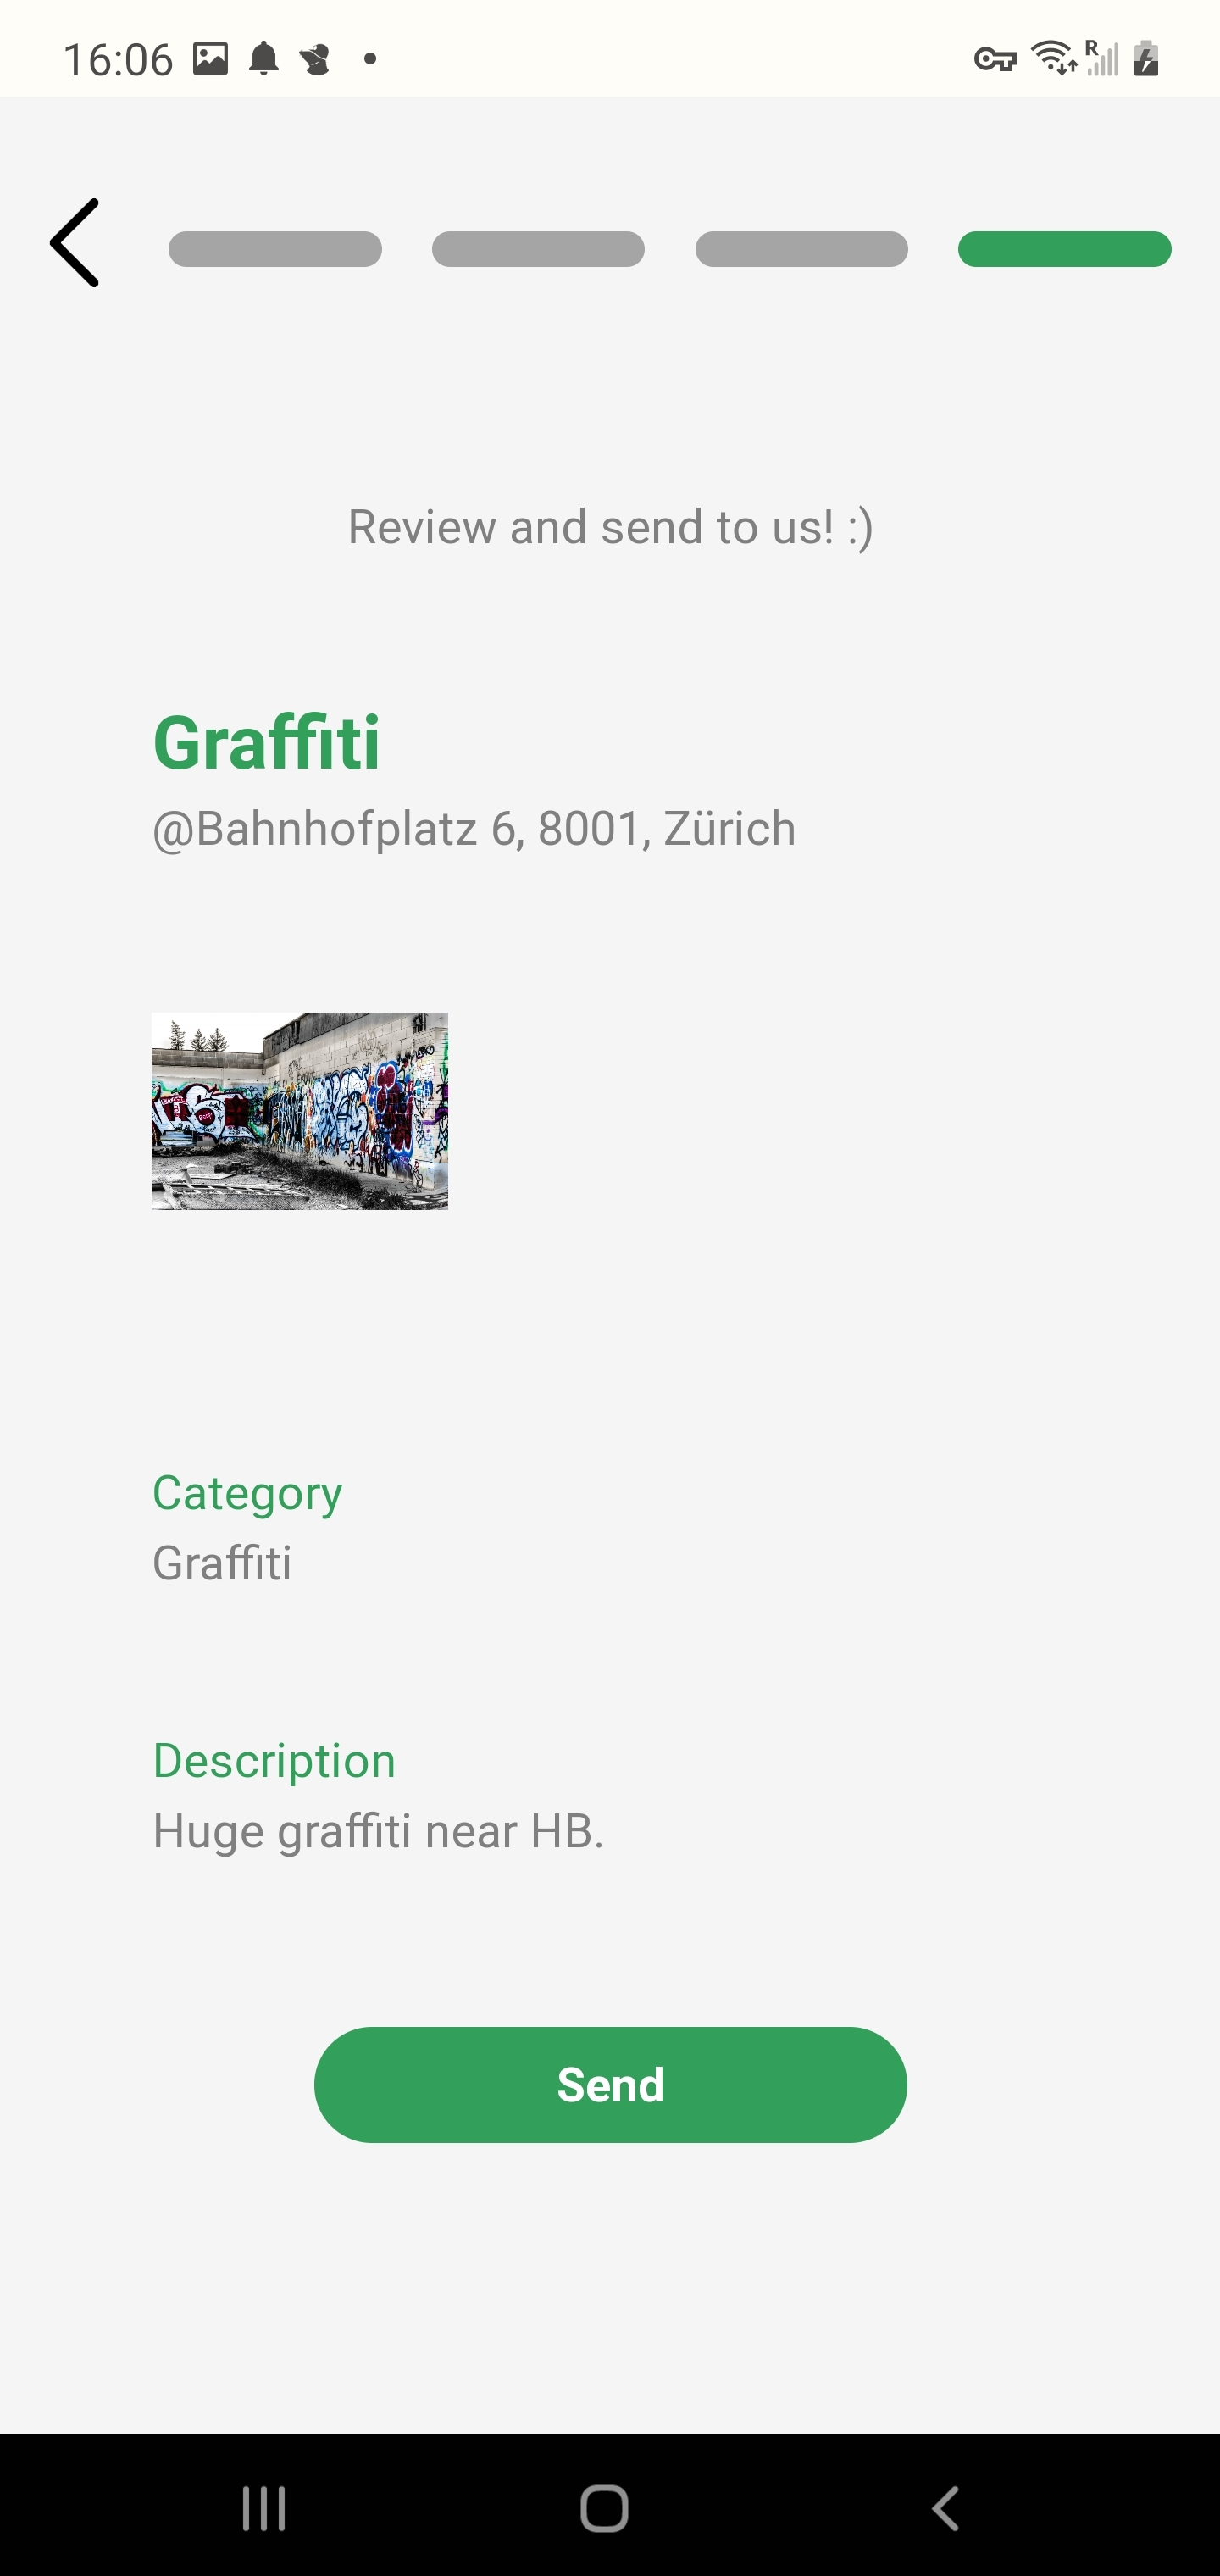 16:06
R
Review and send to us! :)
Graffiti
@Bahnhofplatz 6, 8001, Zürich
Category
Graffiti
Description
Huge graffiti near HB.
Send